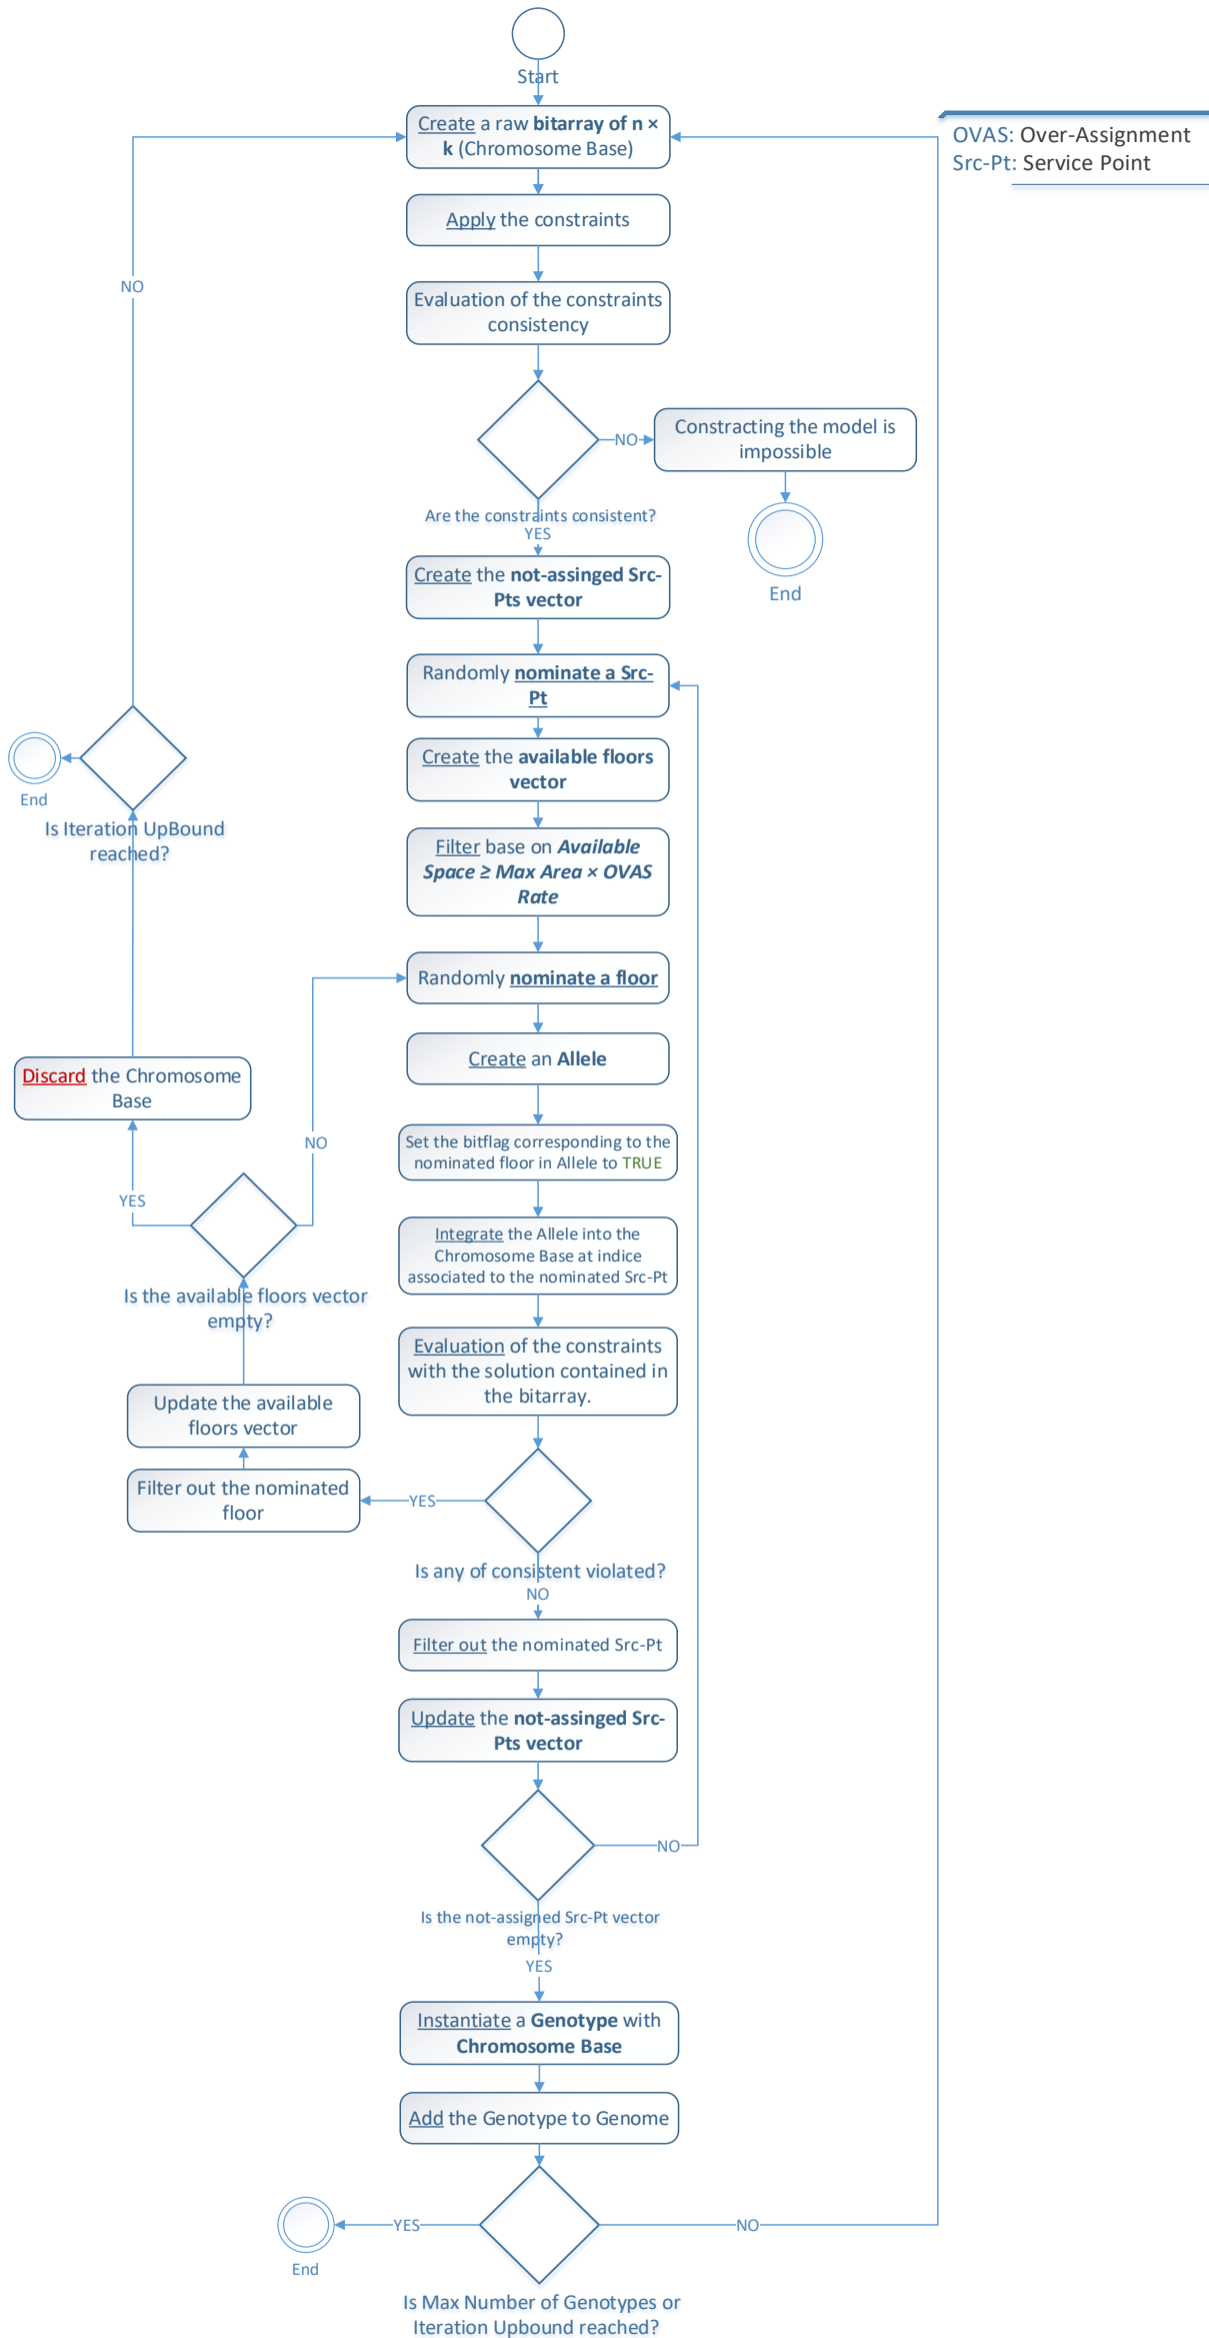 Start
Create a raw bitarray of n ×
k (Chromosome Base)
OVAS: Over-Assignment
Src-Pt: Service Point
Apply the constraints
NO
Evaluation of the constraints
consistency
NO
Constracting the model is
impossible
Are the constraints consistent?
YES
End
Create the not-assinged Src-
Pts vector
Randomly nominate a Src-
Pt
Create the available floors
vector
End
Is Iteration UpBound
reached?
Filter base on Available
Space ≥ Max Area × OVAS
Rate
Randomly nominate a floor
Create an Allele
Discard the Chromosome
Base
NO
Set the bitflag corresponding to the
nominated floor in Allele to TRUE
YES
Integrate the Allele into the
Chromosome Base at indice
associated to the nominated Src-Pt
Is the available floors vector
empty?
Evaluation of the constraints
with the solution contained in
the bitarray.
Update the available
floors vector
Filter out the nominated
floor
YES
Is any of consistent violated?
NO
Filter out the nominated Src-Pt
Update the not-assinged Src-
Pts vector
NO
Is the not-assigned Src-Pt vector
empty?
YES
Instantiate a Genotype with
Chromosome Base
Add the Genotype to Genome
YES
NO
End
Is Max Number of Genotypes or
Iteration Upbound reached?